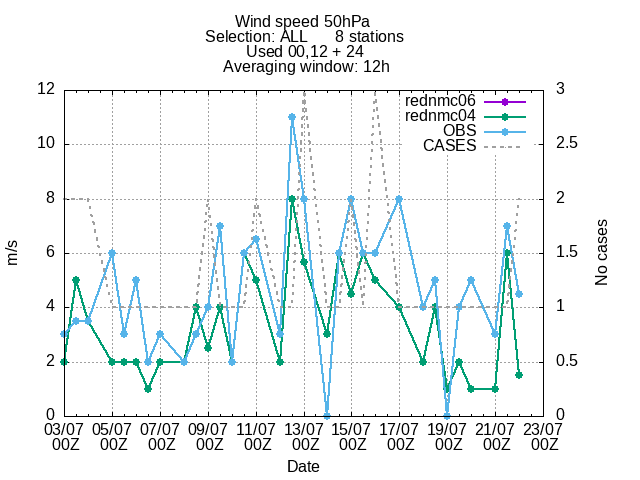 Wind speed 50hPa
Selection: ALL 8 stations
Used 00,12 + 24
Averaging window: 12h
12 3
rednmc06
rednmc04
OBS
CASES
10 2.5
8 2
6 1.5
4 1
2 0.5
0 0
m/s
No cases
03/07 05/07 07/07 09/07 11/07 13/07 15/07 17/07 19/07 21/07 23/07
00Z 00Z 00Z 00Z 00Z 00Z 00Z 00Z 00Z 00Z 00Z
Date